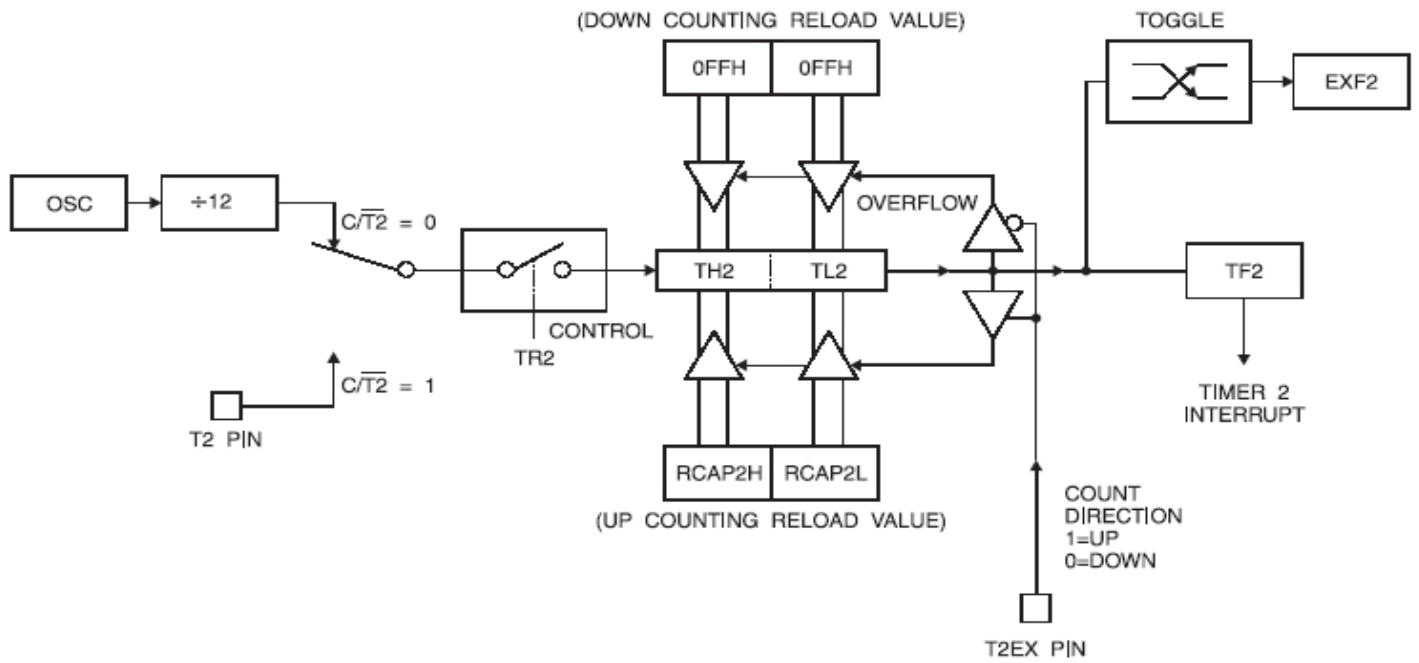 (DOWN COUNTING RELOAD VALUE)
TOGGLE
0FFH
0FFH
EXF2
OSC
÷12
C/T2̅ = 0
OVERFLOW
TH2
TL2
TF2
CONTROL
TR2
C/T2̅ = 1
T2 PIN
TIMER 2
INTERRUPT
RCAP2H
RCAP2L
(UP COUNTING RELOAD VALUE)
COUNT
DIRECTION
1=UP
0=DOWN
T2EX PIN